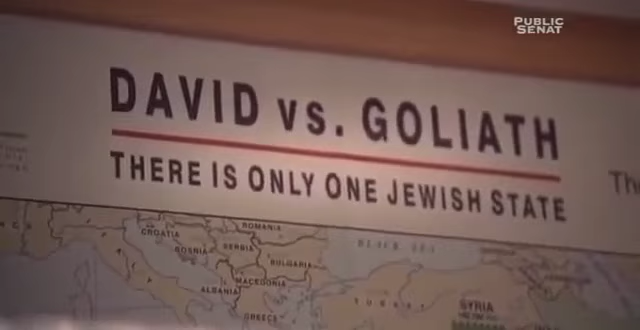 PUBLIC
SENAT
DAVID vs. GOLIATH
THERE IS ONLY ONE JEWISH STATE
ROMANIA
CROATIA
BOSNIA
SERBIA
BULGARIA
MACEDONIA
ALBANIA
GREECE
BLACK SEA
TURKEY
SYRIA